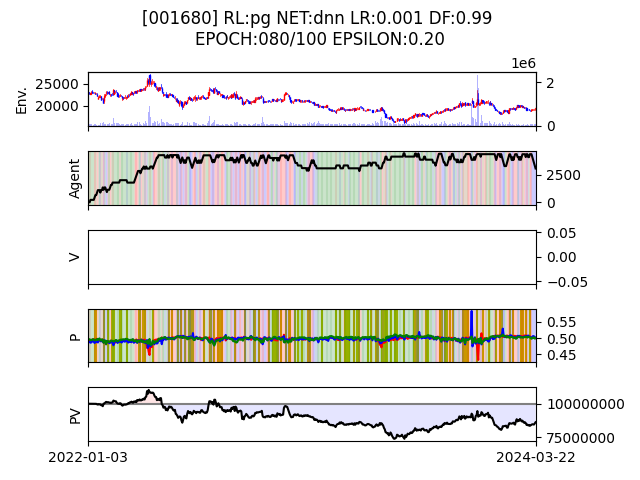 [001680] RL:pg NET:dnn LR:0.001 DF:0.99
EPOCH:080/100 EPSILON:0.20
1e6
Env.
25000
20000
2
0
Agent
2500
0
V
0.05
0.00
−0.05
P
0.55
0.50
0.45
PV
100000000
75000000
2022-01-03
2024-03-22